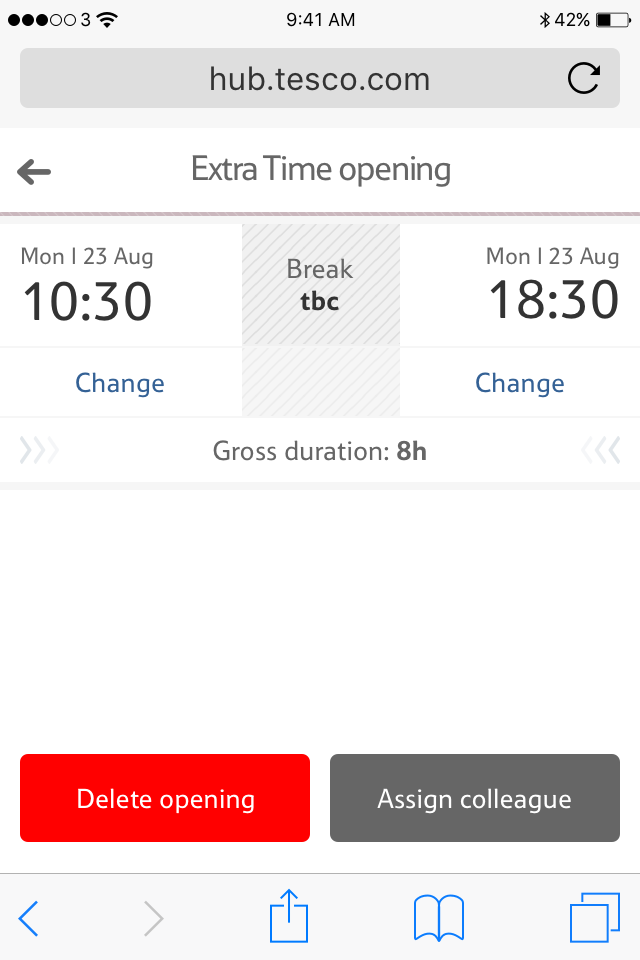 3 9:41 AM 42%
hub.tesco.com
Extra Time opening
Mon | 23 Aug
10:30
Break
tbc
Mon | 23 Aug
18:30
Change
Change
Gross duration: 8h
Delete opening
Assign colleague